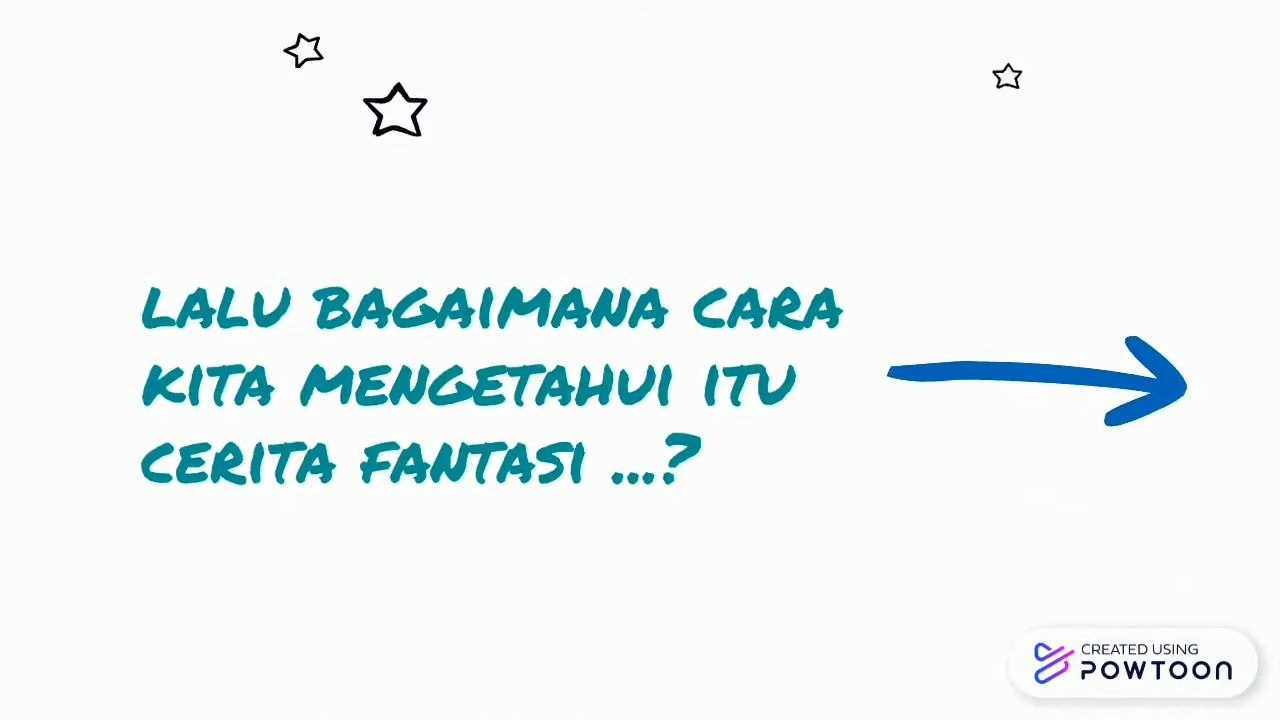 LALU BAGAIMANA CARA
KITA MENGETAHUI ITU
CERITA FANTASI ...?
CREATED USING
POWTOON